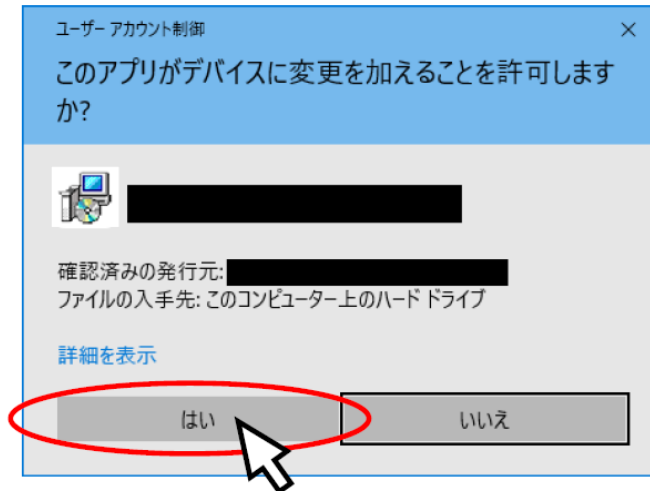 ユーザー アカウント制御
このアプリがデバイスに変更を加えることを許可します
か?
確認済みの発行元:
ファイルの入手先: このコンピューター上のハード ドライブ
詳細を表示
はい
いいえ